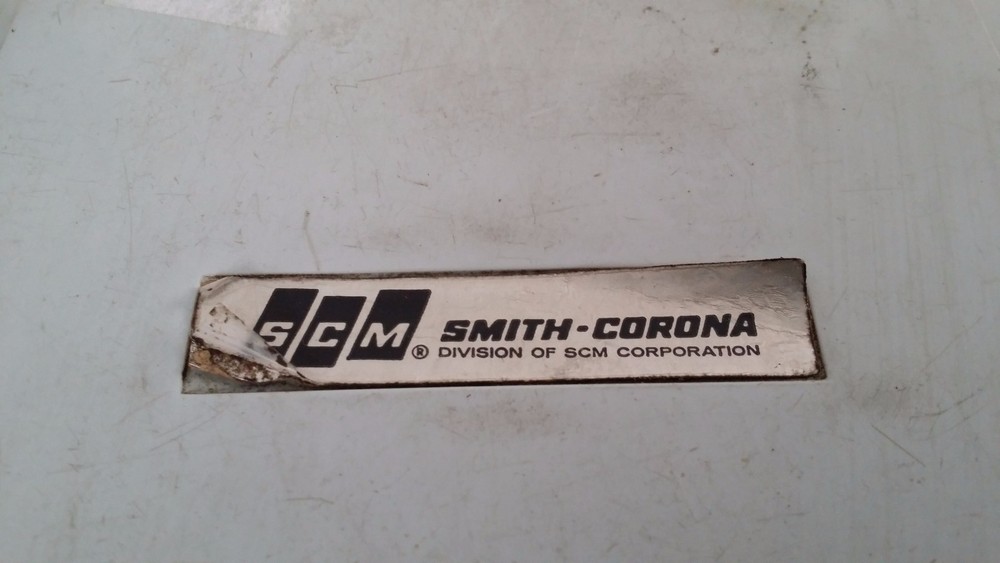 SCM® SMITH-CORONA
DIVISION OF SCM CORPORATION